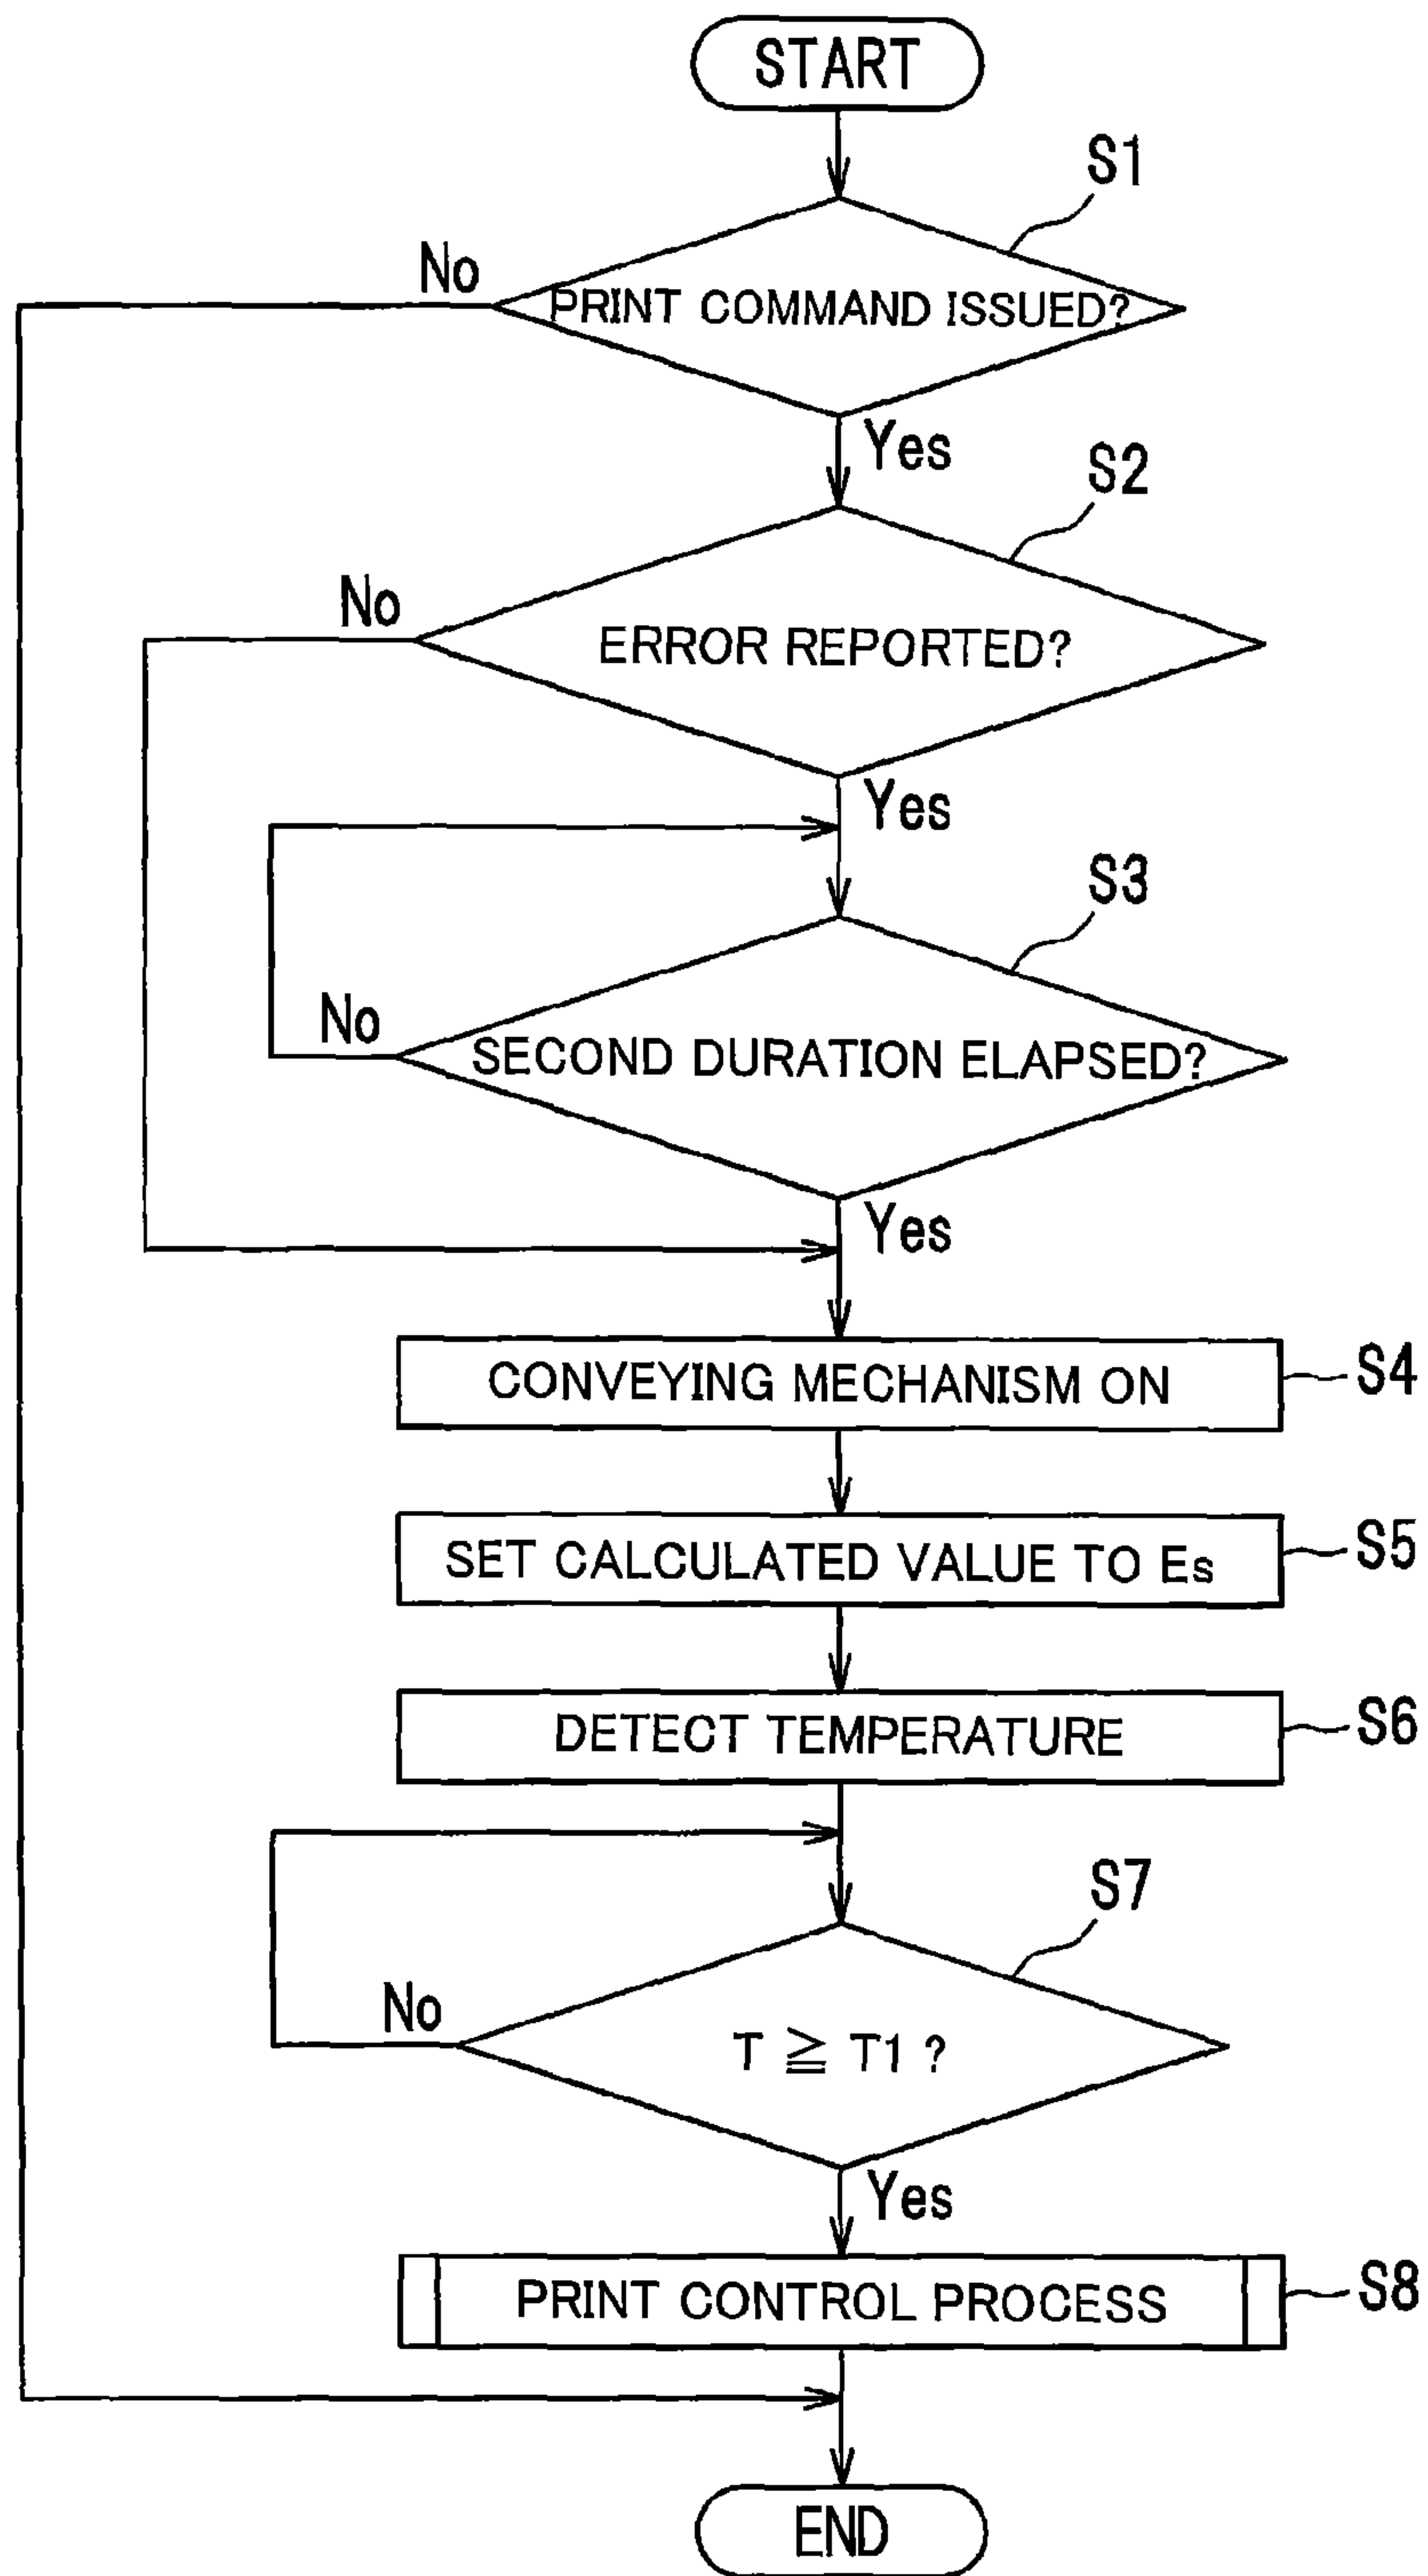 START
S1
No
PRINT COMMAND ISSUED?
Yes
S2
No
ERROR REPORTED?
Yes
S3
No
SECOND DURATION ELAPSED?
Yes
CONVEYING MECHANISM ON
S4
SET CALCULATED VALUE TO Es
S5
DETECT TEMPERATURE
S6
S7
No
T ≧ T1 ?
Yes
PRINT CONTROL PROCESS
S8
END